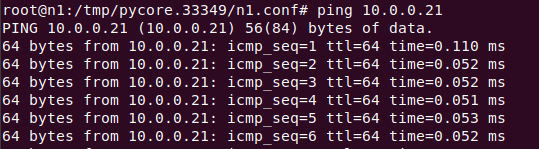 root@n1:/tmp/pycore.33349/n1.conf# ping 10.0.0.21
PING 10.0.0.21 (10.0.0.21) 56(84) bytes of data.
64 bytes from 10.0.0.21: icmp_seq=1 ttl=64 time=0.110 ms
64 bytes from 10.0.0.21: icmp_seq=2 ttl=64 time=0.052 ms
64 bytes from 10.0.0.21: icmp_seq=3 ttl=64 time=0.052 ms
64 bytes from 10.0.0.21: icmp_seq=4 ttl=64 time=0.051 ms
64 bytes from 10.0.0.21: icmp_seq=5 ttl=64 time=0.053 ms
64 bytes from 10.0.0.21: icmp_seq=6 ttl=64 time=0.052 ms